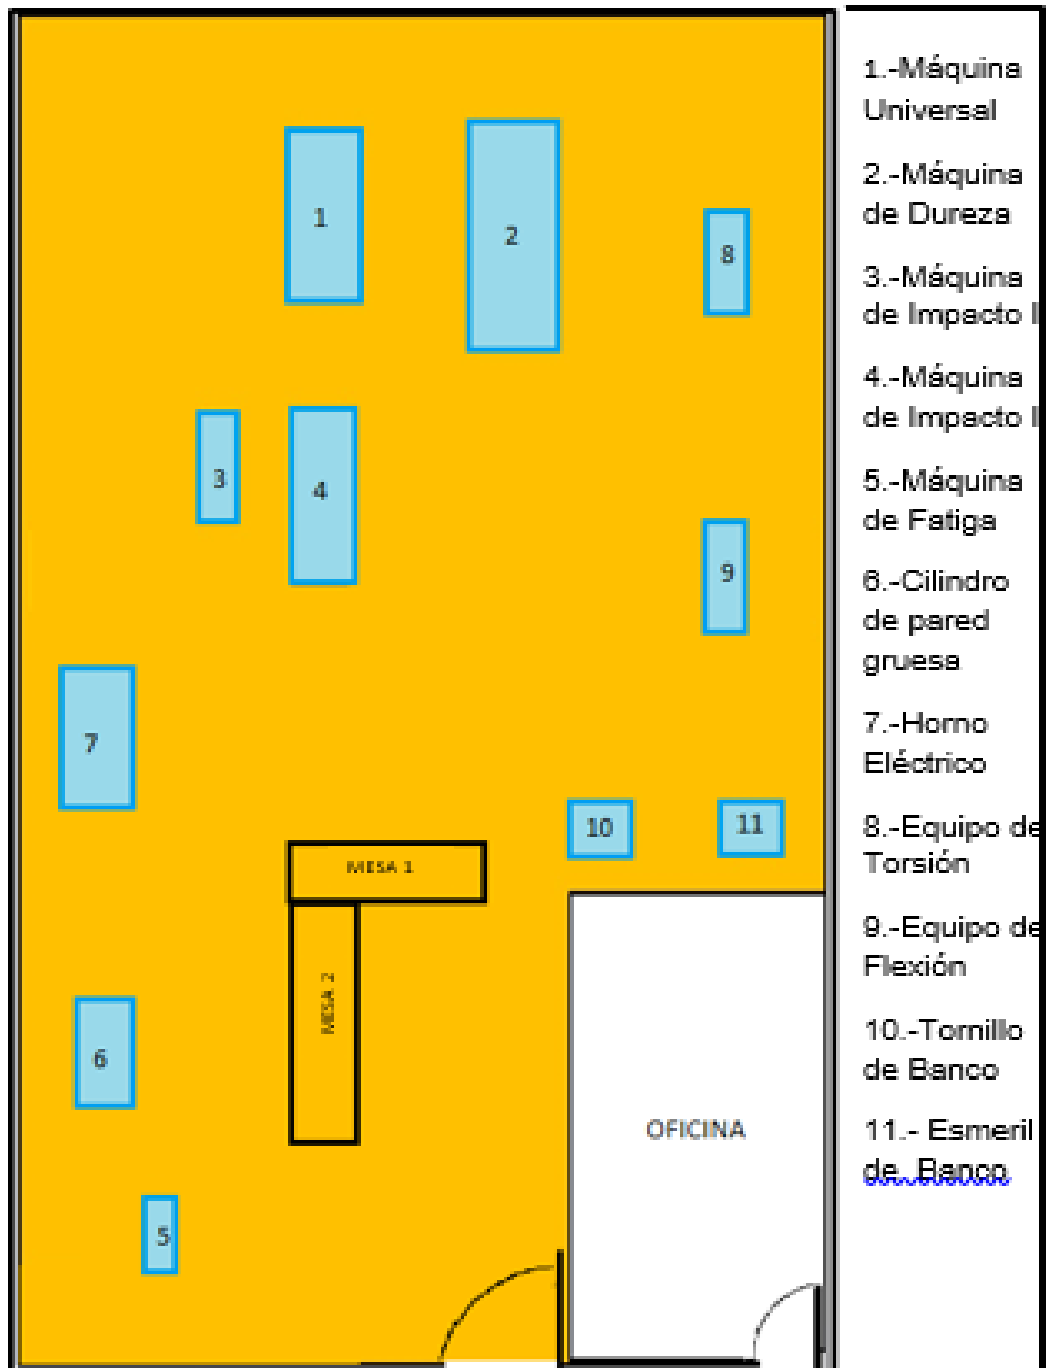 1
2
8
3
4
9
7
10
11
MESA 1
MESA 2
6
OFICINA
5
1.-Máquina
Universal
2.-Máquina
de Dureza
3.-Máquina
de Impacto I
4.-Máquina
de Impacto I
5.-Máquina
de Fatiga
6.-Cilindro
de pared
gruesa
7.-Horno
Eléctrico
8.-Equipo de
Torsión
9.-Equipo de
Flexión
10.-Tornillo
de Banco
11.- Esmeril
de Banco